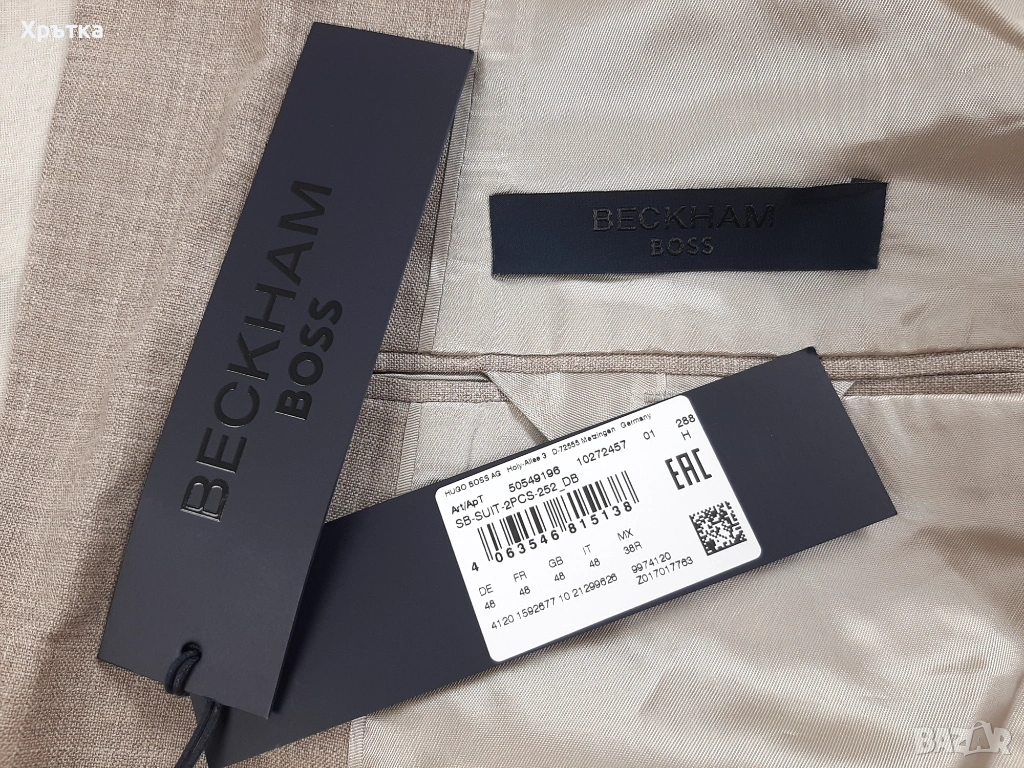 Хрътка
BECKHAM
BOSS
BECKHAM
BOSS
HUGO BOSS AG Holy-Allee 3 D-72555 Metzingen Germany
Art/ApT 50549196 10272457 01 288
SB-SUIT-2PCS-252_DB H
EAC
4 063546 815138
DE FR GB IT MX
48 48 48 48 38R
4120 1592677 10 21299626 9974120
Z017017763
BAZAR